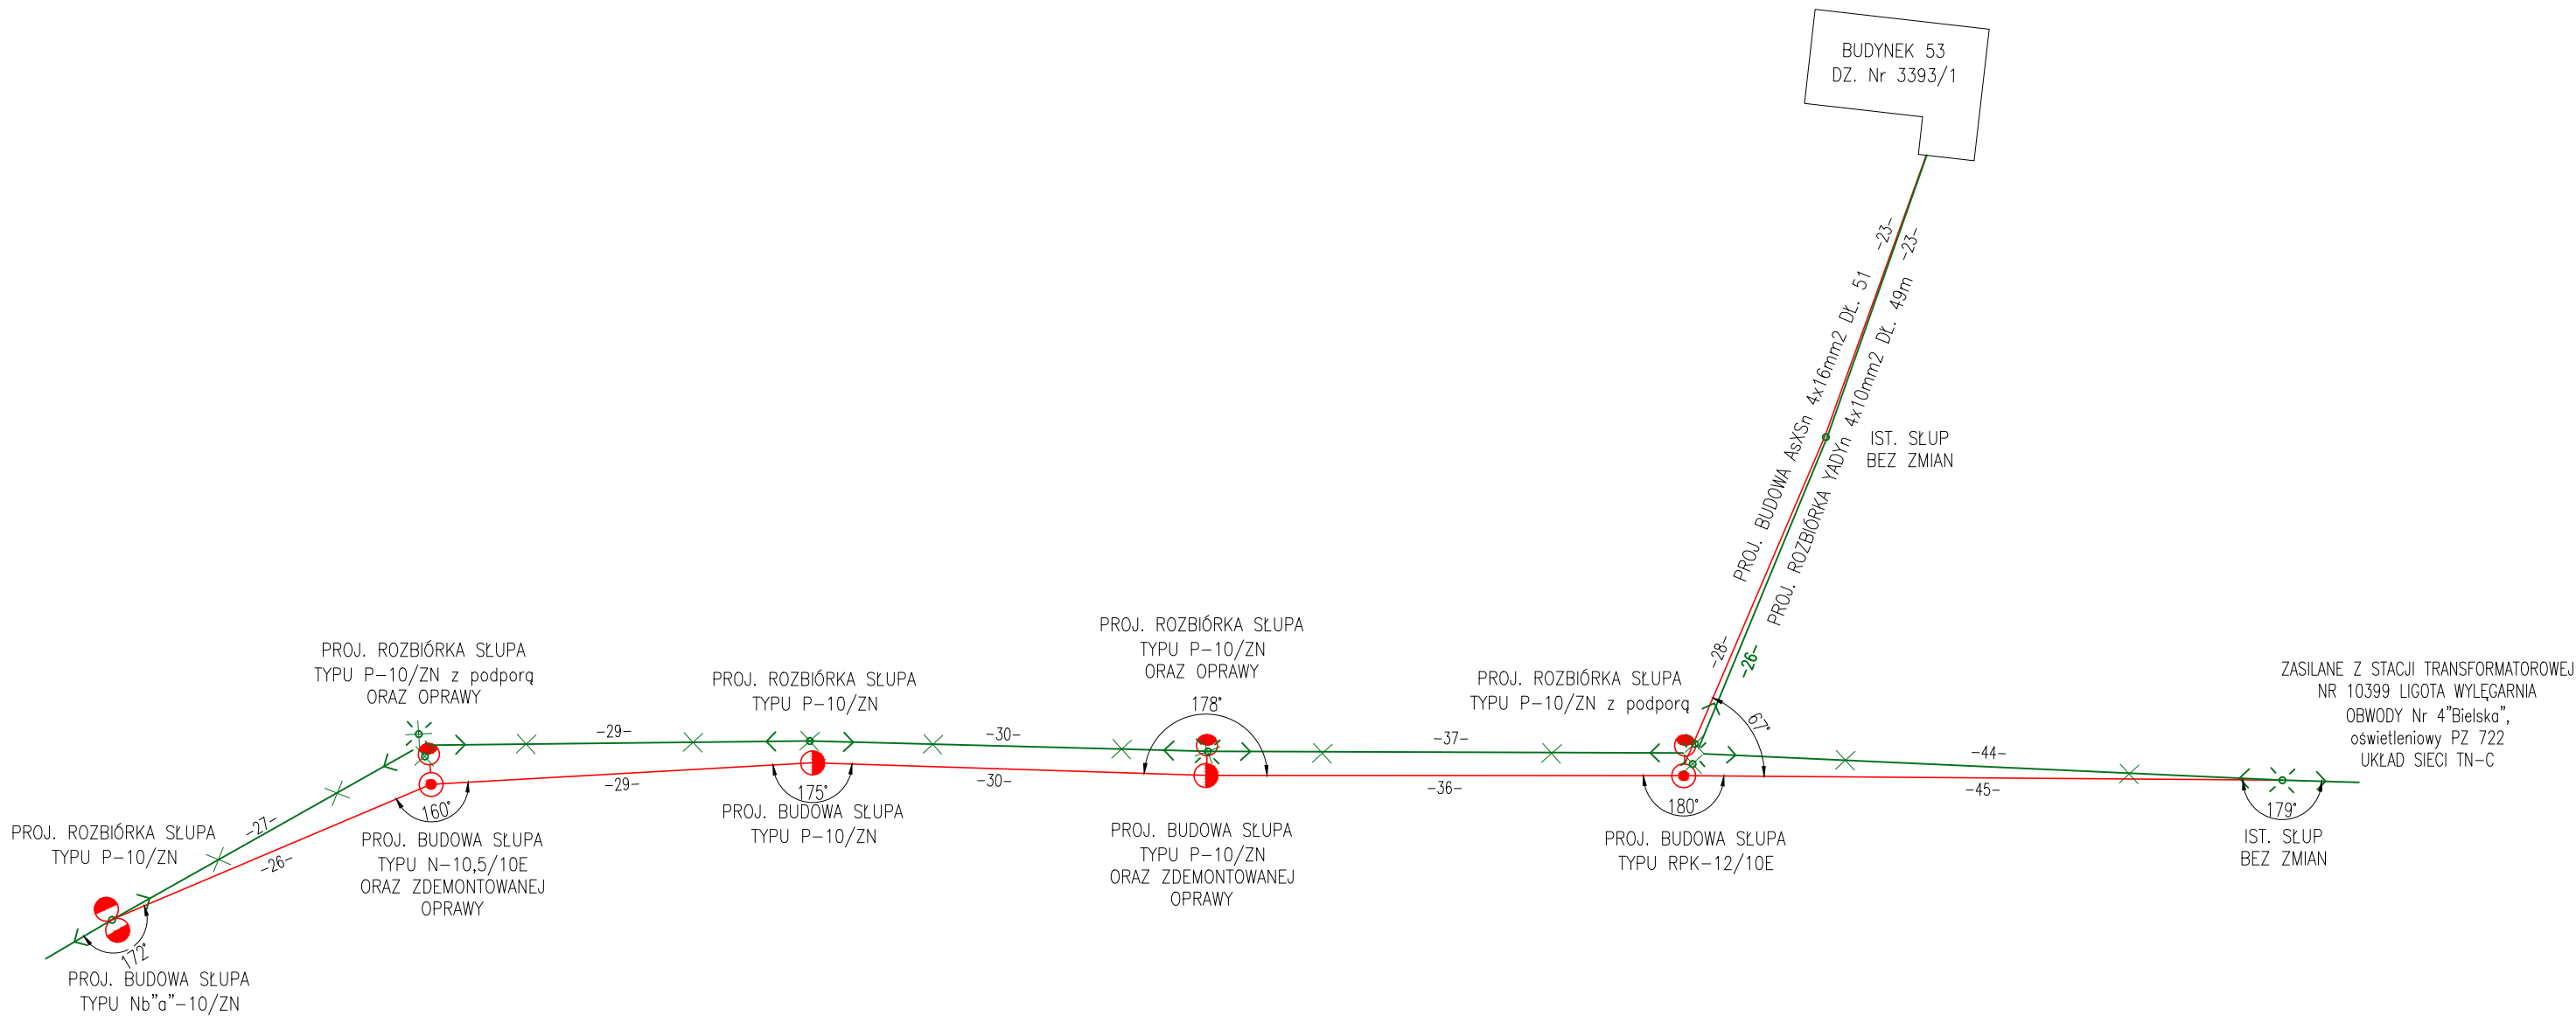 BUDYNEK 53
DZ. Nr 3393/1
-23-
-23-
PROJ. BUDOWA AsXSn 4x16mm2 DŁ. 51
PROJ. ROZBIÓRKA YADYn 4x10mm2 DŁ. 49m
IST. SŁUP
BEZ ZMIAN
-28-
-26-
67°
PROJ. ROZBIÓRKA SŁUPA
TYPU P-10/ZN z podporą
ORAZ OPRAWY
PROJ. ROZBIÓRKA SŁUPA
TYPU P-10/ZN
PROJ. ROZBIÓRKA SŁUPA
TYPU P-10/ZN
ORAZ OPRAWY
178°
PROJ. ROZBIÓRKA SŁUPA
TYPU P-10/ZN z podporą
ZASILANE Z STACJI TRANSFORMATOROWEJ
NR 10399 LIGOTA WYLĘGARNIA
OBWODY Nr 4"Bielska",
oświetleniowy PZ 722
UKŁAD SIECI TN-C
-29-
-30-
-37-
-44-
-29-
-30-
-36-
-45-
160°
175°
180°
179°
PROJ. ROZBIÓRKA SŁUPA
TYPU P-10/ZN
-27-
-26-
PROJ. BUDOWA SŁUPA
TYPU N-10,5/10E
ORAZ ZDEMONTOWANEJ
OPRAWY
PROJ. BUDOWA SŁUPA
TYPU P-10/ZN
PROJ. BUDOWA SŁUPA
TYPU P-10/ZN
ORAZ ZDEMONTOWANEJ
OPRAWY
PROJ. BUDOWA SŁUPA
TYPU RPK-12/10E
IST. SŁUP
BEZ ZMIAN
172°
PROJ. BUDOWA SŁUPA
TYPU Nb"a"-10/ZN